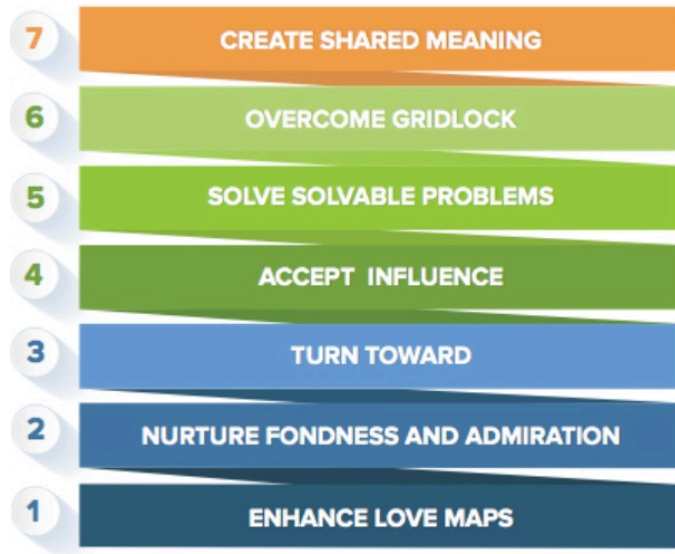 7 CREATE SHARED MEANING
6 OVERCOME GRIDLOCK
5 SOLVE SOLVABLE PROBLEMS
4 ACCEPT INFLUENCE
3 TURN TOWARD
2 NURTURE FONDNESS AND ADMIRATION
1 ENHANCE LOVE MAPS